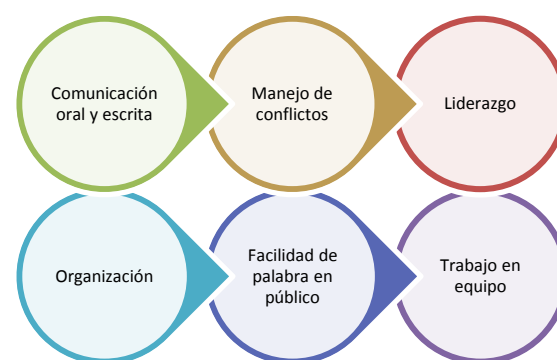 Comunicación
oral y escrita
Manejo de
conflictos
Liderazgo
Organización
Facilidad de
palabra en
público
Trabajo en
equipo